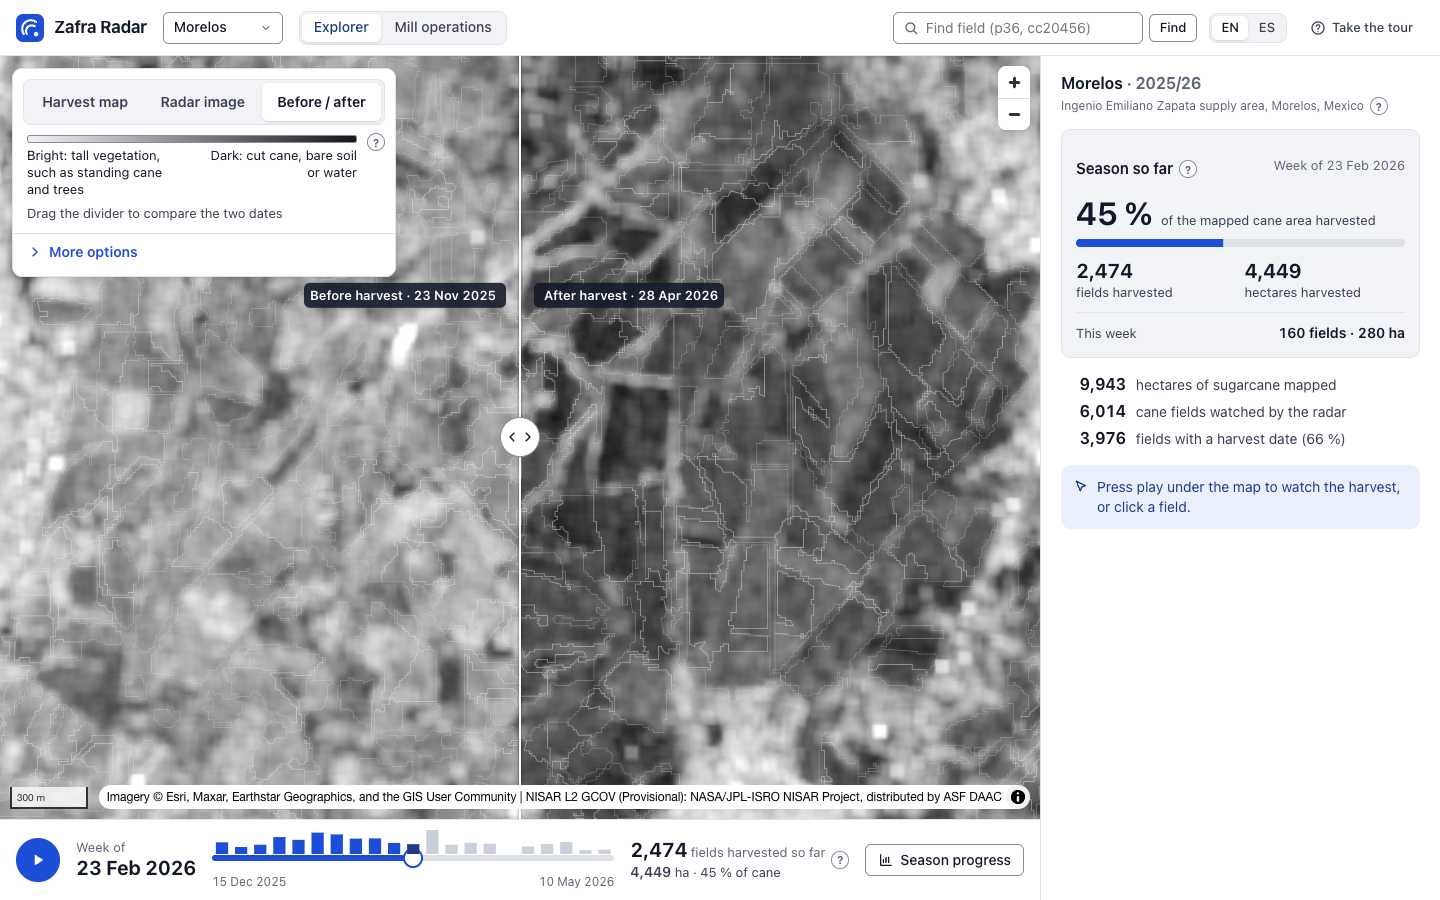 Zafra Radar
Morelos
Explorer
Mill operations
Find field (p36, cc20456)
Find
EN
ES
Take the tour
Harvest map
Radar image
Before / after
Bright: tall vegetation,
such as standing cane
and trees
Dark: cut cane, bare soil
or water
?
Drag the divider to compare the two dates
More options
Before harvest · 23 Nov 2025
After harvest · 28 Apr 2026
300 m
Imagery © Esri, Maxar, Earthstar Geographics, and the GIS User Community | NISAR L2 GCOV (Provisional): NASA/JPL-ISRO NISAR Project, distributed by ASF DAAC
Week of
23 Feb 2026
15 Dec 2025
10 May 2026
2,474 fields harvested so far
4,449 ha · 45 % of cane
?
Season progress
Morelos · 2025/26
Ingenio Emiliano Zapata supply area, Morelos, Mexico ?
Season so far ?
Week of 23 Feb 2026
45 % of the mapped cane area harvested
2,474
fields harvested
4,449
hectares harvested
This week
160 fields · 280 ha
9,943 hectares of sugarcane mapped
6,014 cane fields watched by the radar
3,976 fields with a harvest date (66 %)
Press play under the map to watch the harvest,
or click a field.